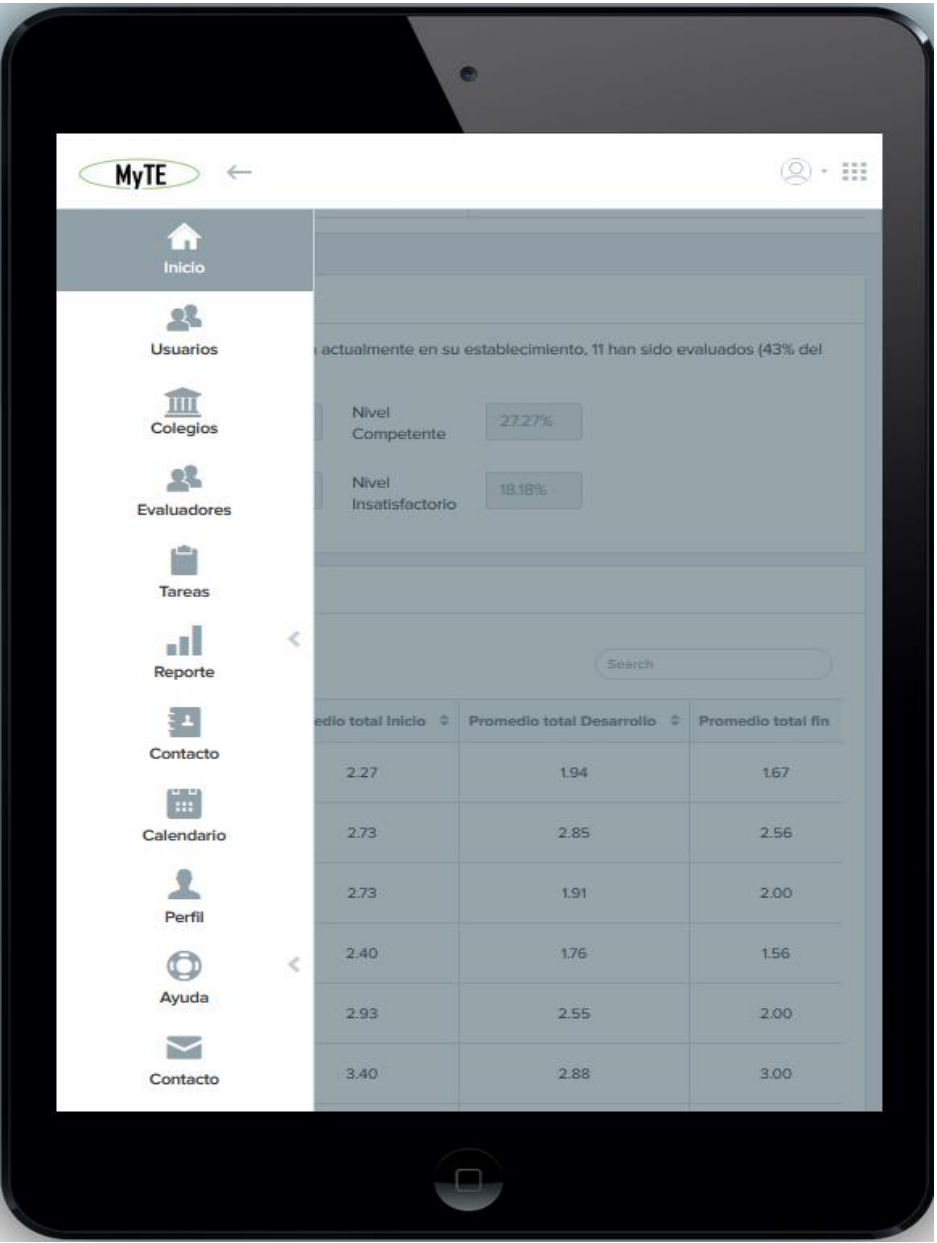 MyTE
Inicio
Usuarios
Colegios
Evaluadores
Tareas
Reporte
Contacto
Calendario
Perfil
Ayuda
Contacto
actualmente en su establecimiento, 11 han sido evaluados (43% del
Nivel
Competente
27.27%
Nivel
Insatisfactorio
18.18%
Search
edio total Inicio Promedio total Desarrollo Promedio total fin
2.27 1.94 1.67
2.73 2.85 2.56
2.73 1.91 2.00
2.40 1.76 1.56
2.93 2.55 2.00
3.40 2.88 3.00